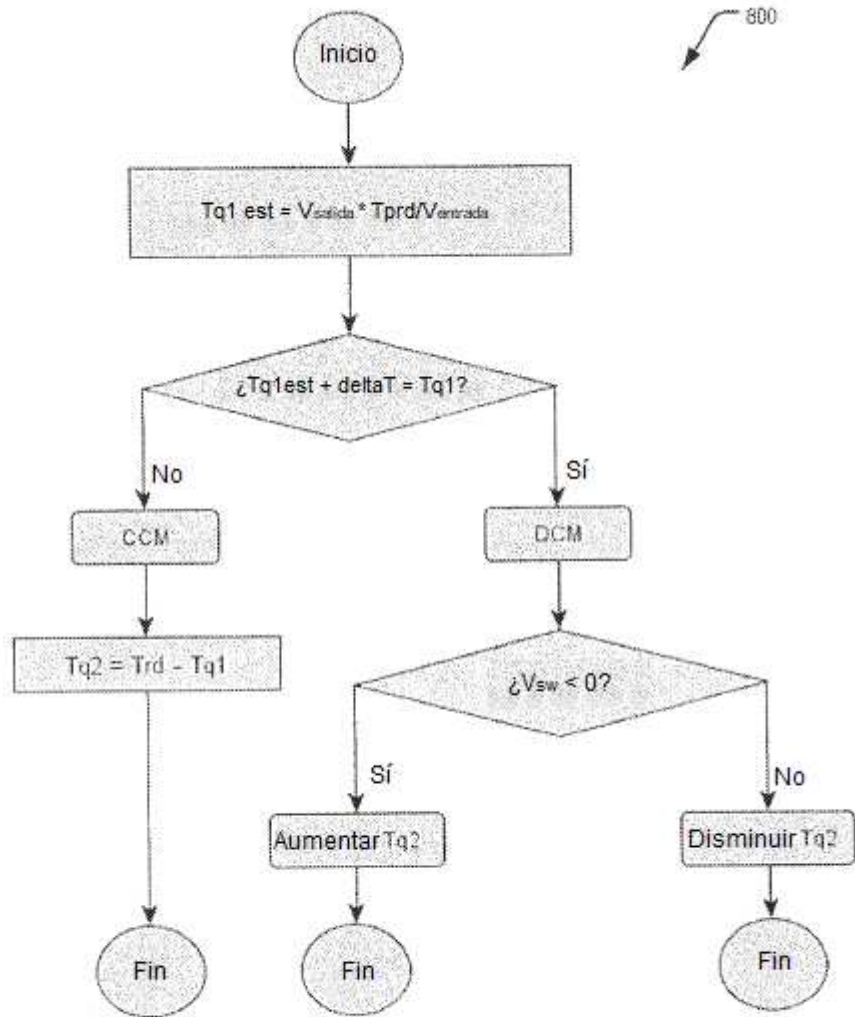 800
Inicio
Tq1 est = Vsalida * Tprd/Ventrada
¿Tq1est + deltaT = Tq1?
No
Sí
CCM
DCM
Tq2 = Trd - Tq1
¿Vsw < 0?
Sí
No
Aumentar Tq2
Disminuir Tq2
Fin
Fin
Fin